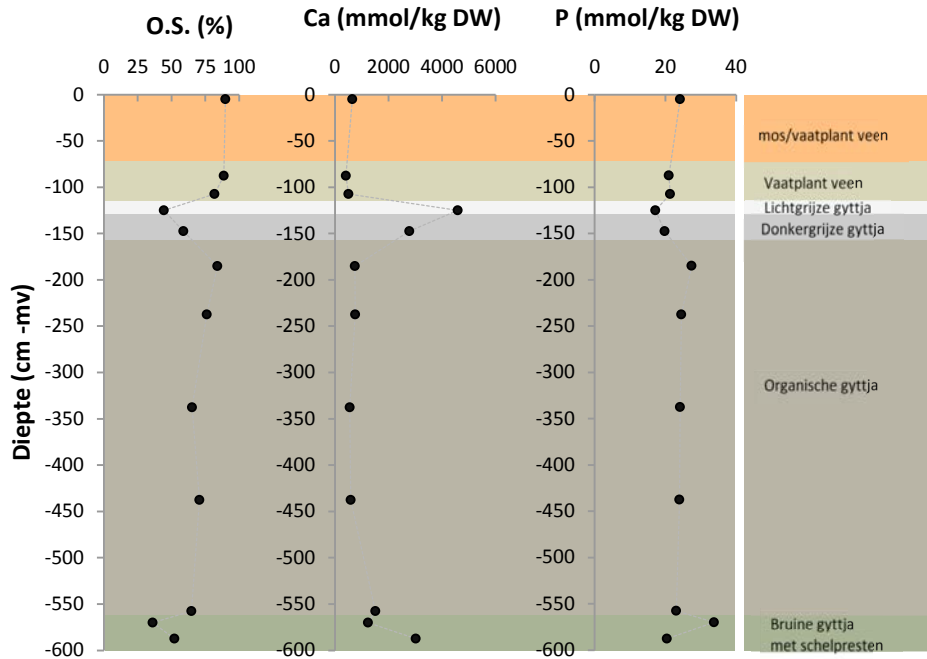 O.S. (%) Ca (mmol/kg DW) P (mmol/kg DW)
0 25 50 75 100 0 2000 4000 6000 0 20 40
0 0 0
-50 -50 -50 mos/vaatplant veen
-100 -100 -100 Vaatplant veen
Lichtgrijze gyttja
-150 -150 -150 Donkergrijze gyttja
-200 -200 -200
-250 -250 -250
-300 -300 -300 Organische gyttja
-350 -350 -350
-400 -400 -400
-450 -450 -450
-500 -500 -500
-550 -550 -550
Bruine gyttja
-600 -600 -600 met schelpresten
Diepte (cm -mv)